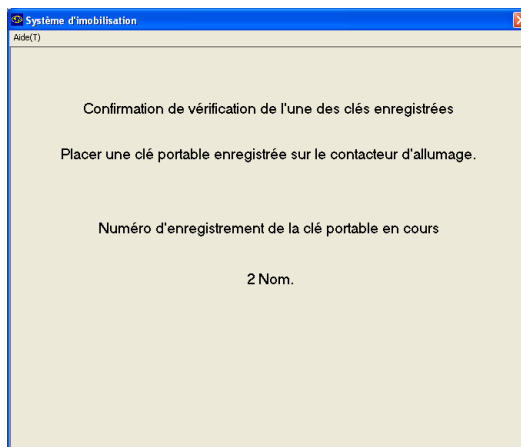 Système d'imobilisation
Aide(T)
Confirmation de vérification de l'une des clés enregistrées
Placer une clé portable enregistrée sur le contacteur d'allumage.
Numéro d'enregistrement de la clé portable en cours
2 Nom.